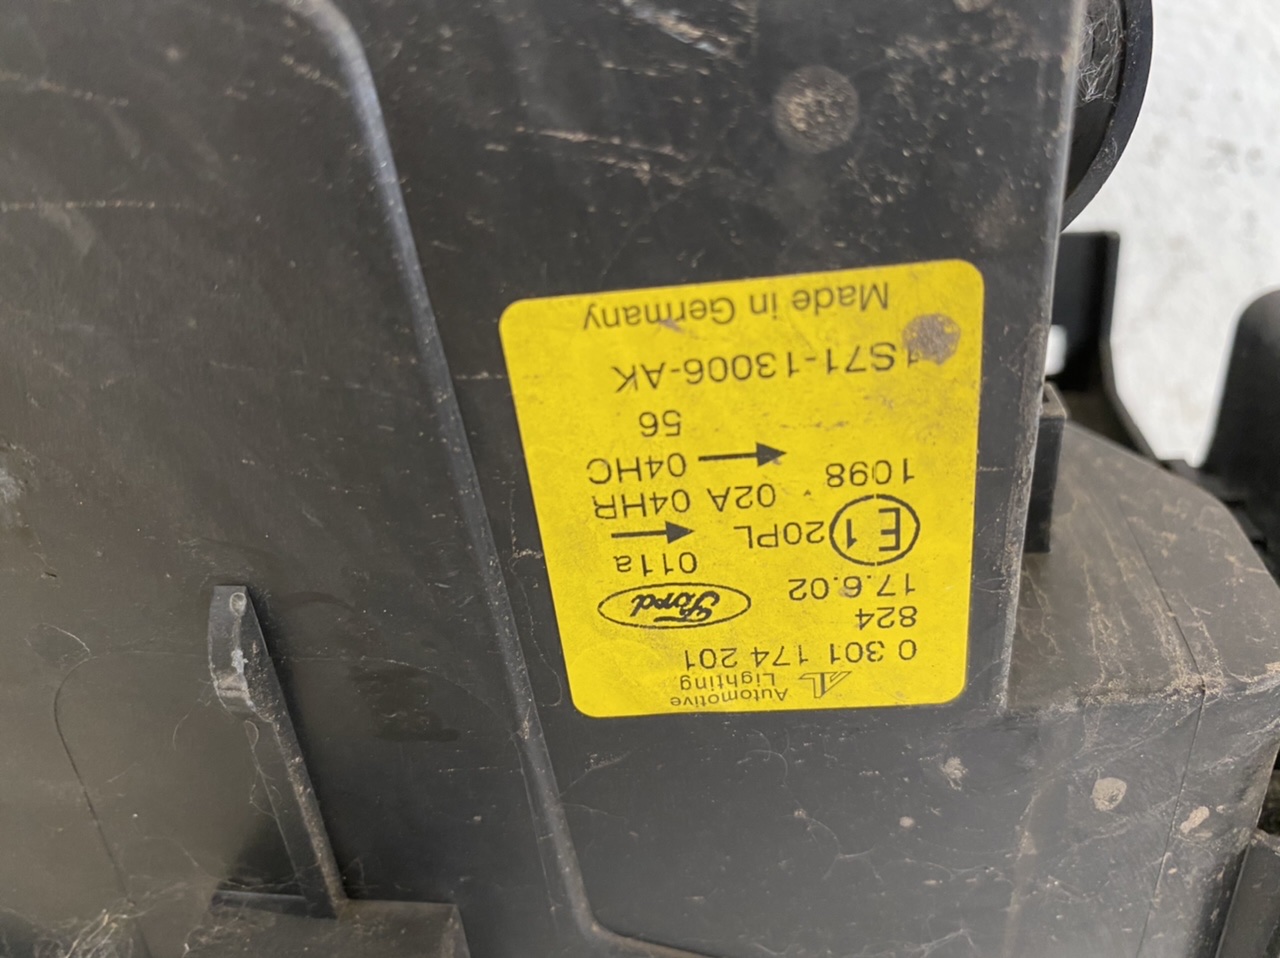 Automotive
Lighting
0 301 174 201
824
17.6.02
Ford
E1 20PL 011a
02A 04HR
1098 04HC
56
1S71-13006-AK
Made in Germany